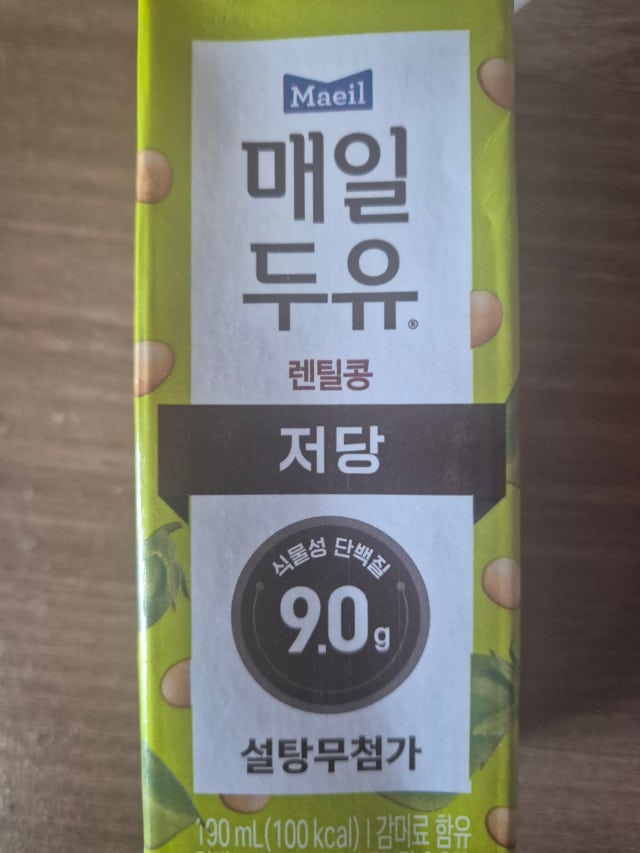 Maeil
매일
두유®
렌틸콩
저당
식물성 단백질
9.0g
설탕무첨가
190 mL(100 kcal) | 감미료 함유